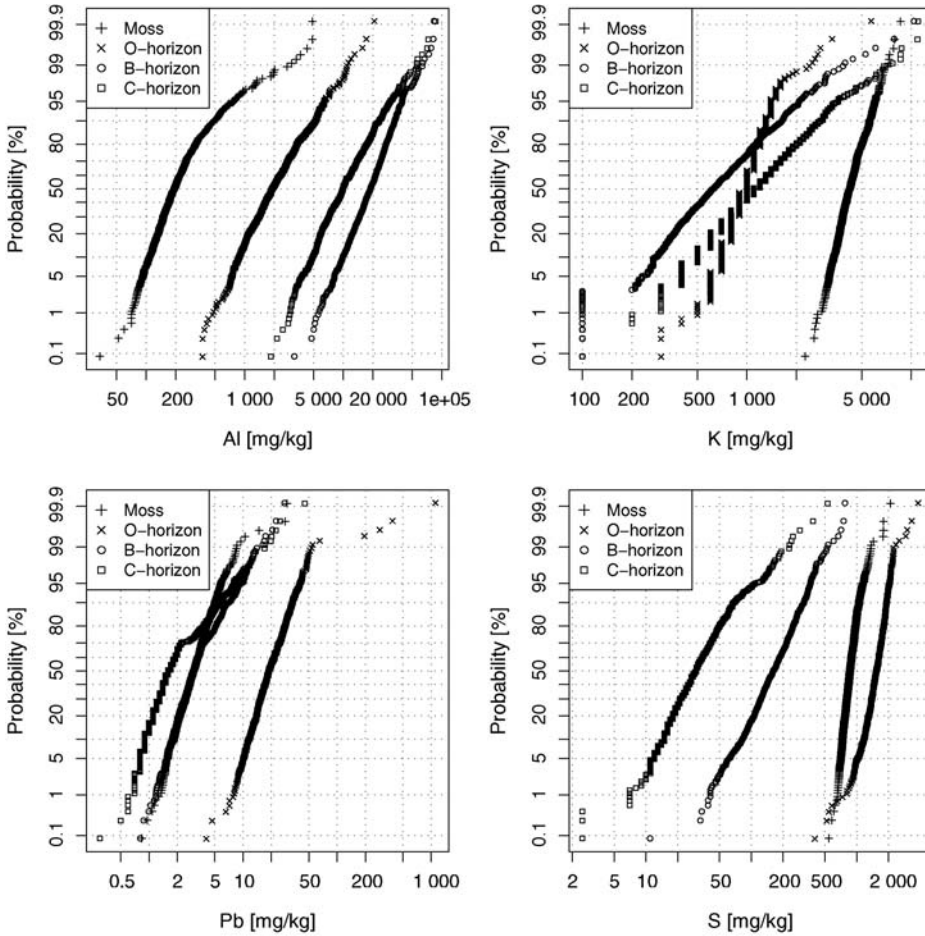 Probability [%]
99.9
99
95
80
50
20
5
1
0.1
+ Moss
× O−horizon
○ B−horizon
□ C−horizon
50 200 1 000 5 000 20 000 1e+05
Al [mg/kg]
Probability [%]
99.9
99
95
80
50
20
5
1
0.1
+ Moss
× O−horizon
○ B−horizon
□ C−horizon
100 200 500 1 000 5 000
K [mg/kg]
Probability [%]
99.9
99
95
80
50
20
5
1
0.1
+ Moss
× O−horizon
○ B−horizon
□ C−horizon
0.5 2 5 10 50 200 1 000
Pb [mg/kg]
Probability [%]
99.9
99
95
80
50
20
5
1
0.1
+ Moss
× O−horizon
○ B−horizon
□ C−horizon
2 5 10 50 200 500 2 000
S [mg/kg]